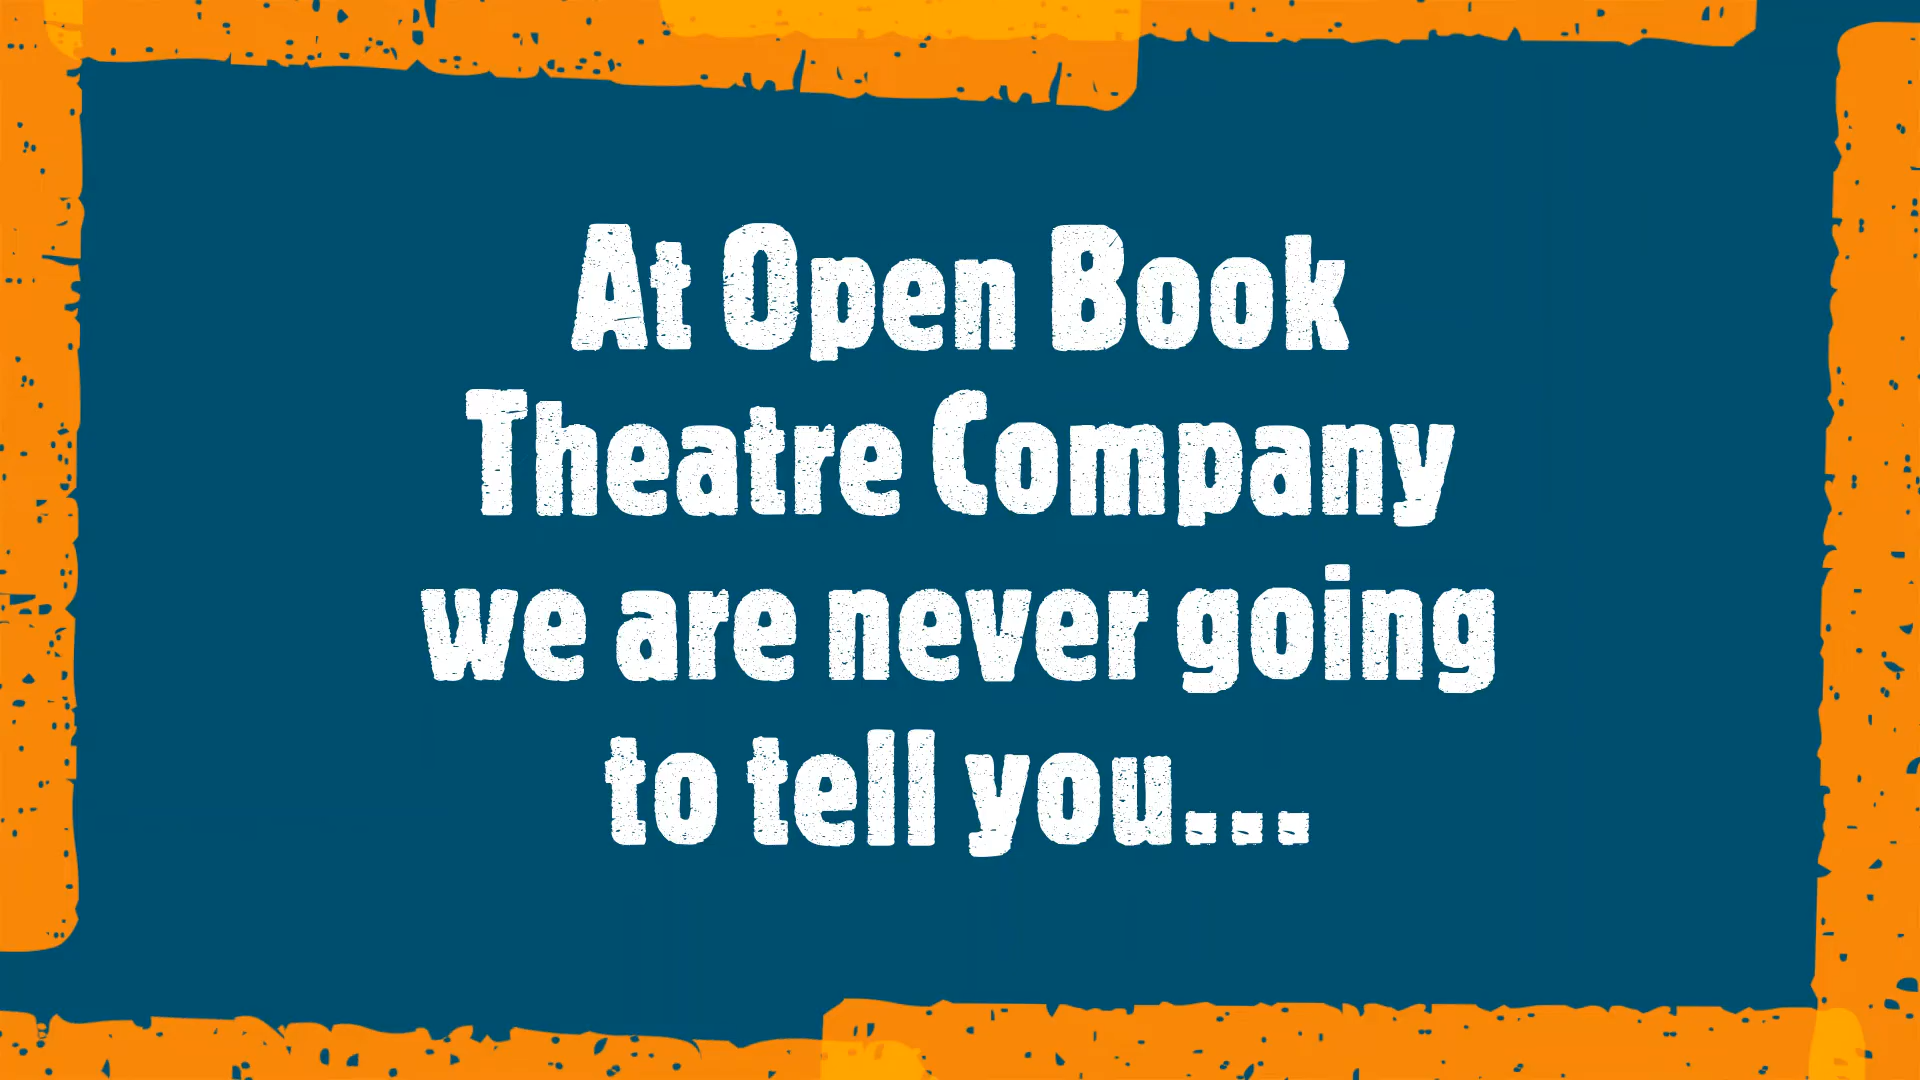 At Open Book
Theatre Company
we are never going
to tell you...